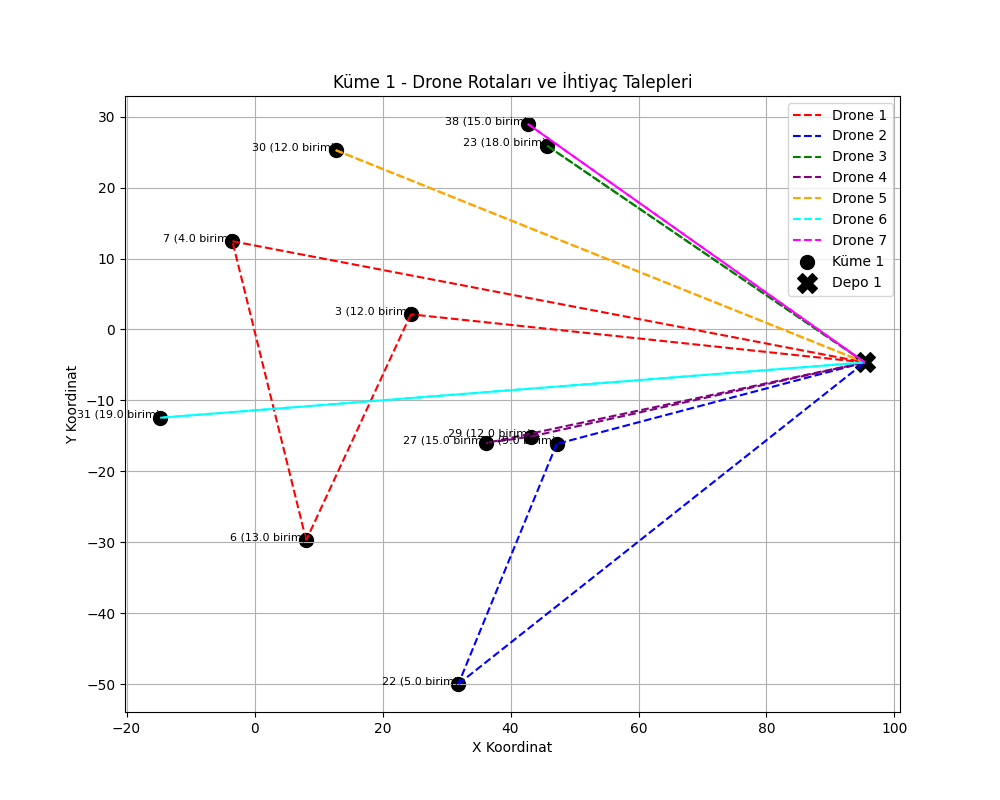 Küme 1 - Drone Rotaları ve İhtiyaç Talepleri
Y Koordinat
30
20
10
0
−10
−20
−30
−40
−50
38 (15.0 birim)
23 (18.0 birim)
30 (12.0 birim)
7 (4.0 birim)
3 (12.0 birim)
31 (19.0 birim)
29 (12.0 birim)
27 (15.0 birim)
(9.0 birim)
6 (13.0 birim)
22 (5.0 birim)
Drone 1
Drone 2
Drone 3
Drone 4
Drone 5
Drone 6
Drone 7
Küme 1
Depo 1
−20
0
20
40
60
80
100
X Koordinat